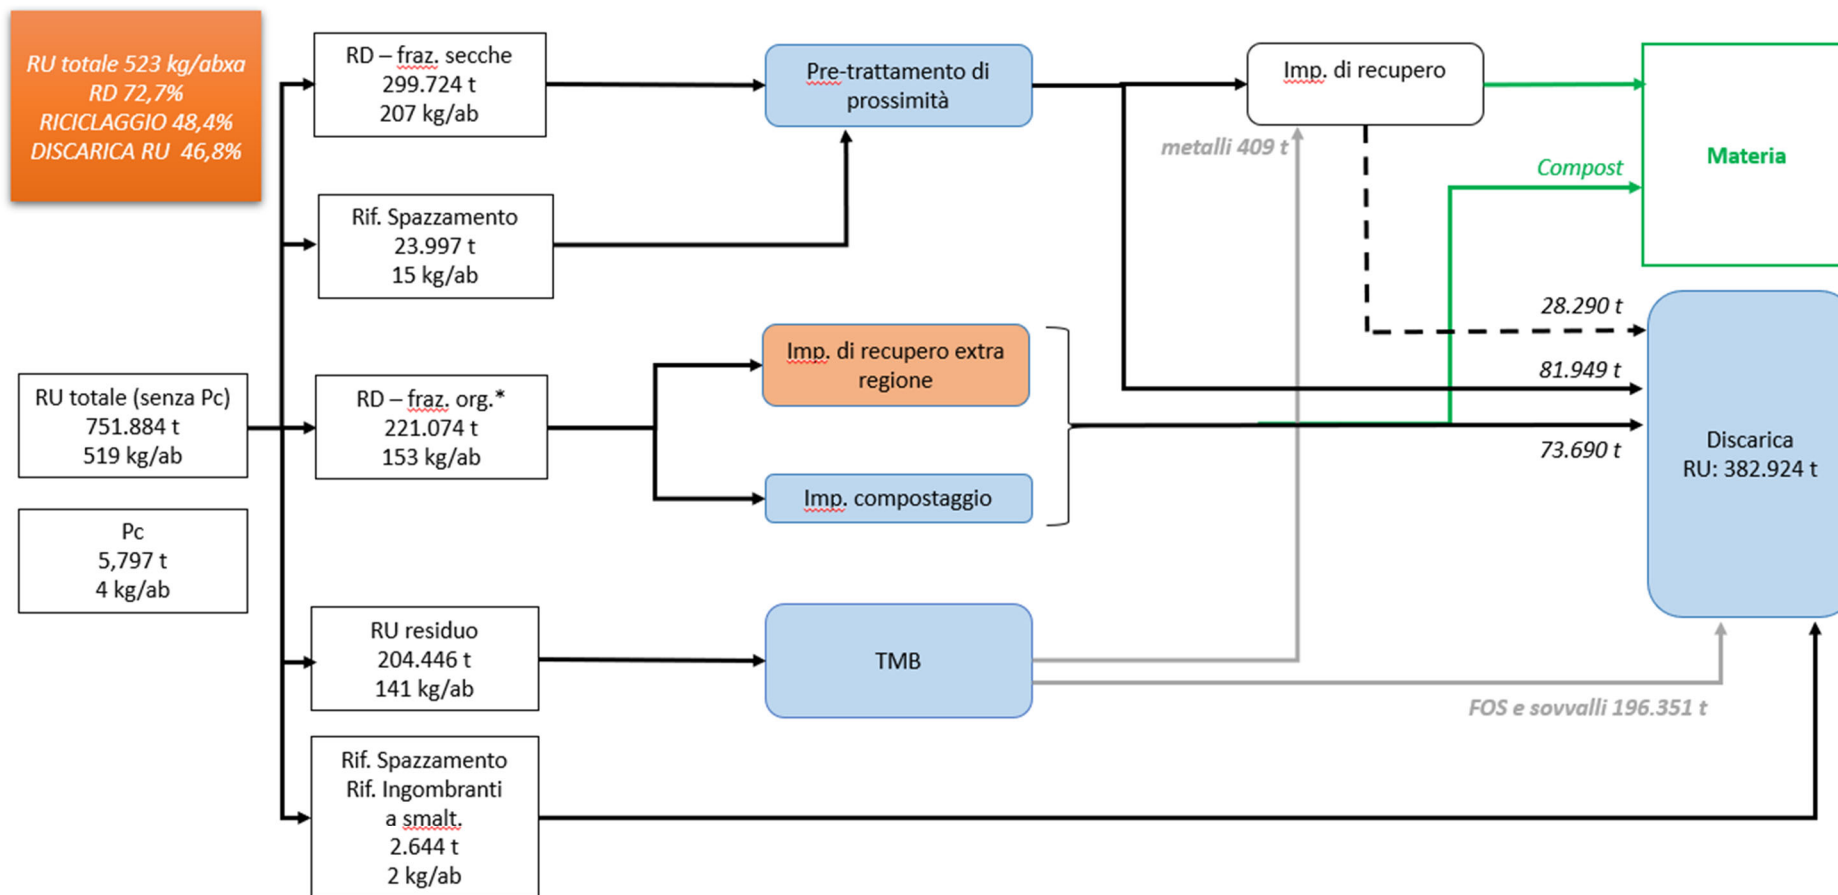 RU totale 523 kg/abxa
RD 72,7%
RICICLAGGIO 48,4%
DISCARICA RU 46,8%
RD – fraz. secche
299.724 t
207 kg/ab
Pre-trattamento di
prossimità
Imp. di recupero
metalli 409 t
Materia
Compost
Rif. Spazzamento
23.997 t
15 kg/ab
28.290 t
81.949 t
73.690 t
Imp. di recupero extra
regione
RU totale (senza Pc)
751.884 t
519 kg/ab
RD – fraz. org.*
221.074 t
153 kg/ab
Discarica
RU: 382.924 t
Imp. compostaggio
Pc
5,797 t
4 kg/ab
RU residuo
204.446 t
141 kg/ab
TMB
FOS e sovvalli 196.351 t
Rif. Spazzamento
Rif. Ingombranti
a smalt.
2.644 t
2 kg/ab